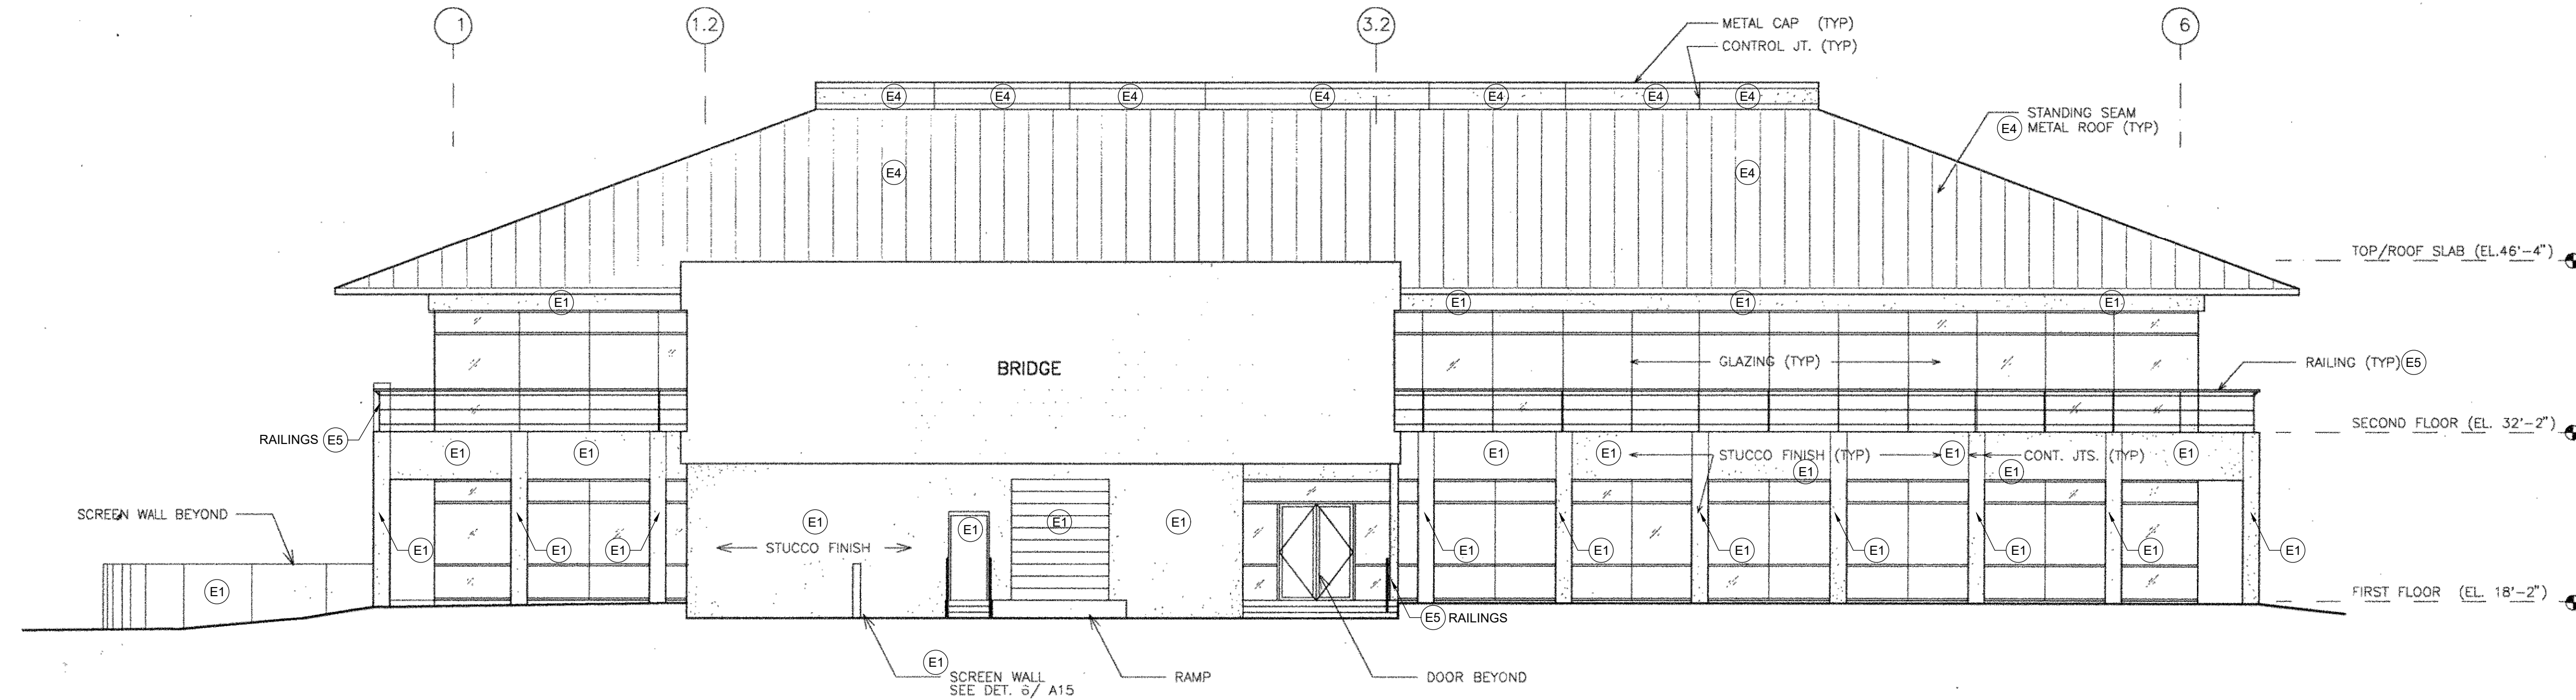 1
1.2
3.2
6
METAL CAP (TYP)
CONTROL JT. (TYP)
E4 E4 E4 E4 E4 E4 E4 E4
STANDING SEAM
E4 METAL ROOF (TYP)
E4 E4
TOP/ROOF SLAB (EL.46'-4")
E1 E1 E1 E1
BRIDGE
GLAZING (TYP)
RAILING (TYP) E5
RAILINGS E5
SECOND FLOOR (EL. 32'-2")
E1 E1 E1 E1 E1 E1
STUCCO FINISH (TYP)
CONT. JTS. (TYP)
E1 E1
SCREEN WALL BEYOND
E1 E1 E1 E1
STUCCO FINISH
E1 E1 E1 E1 E1 E1 E1 E1 E1 E1
E1
FIRST FLOOR (EL. 18'-2")
E5 RAILINGS
E1
SCREEN WALL
SEE DET. 6/ A15
RAMP
DOOR BEYOND